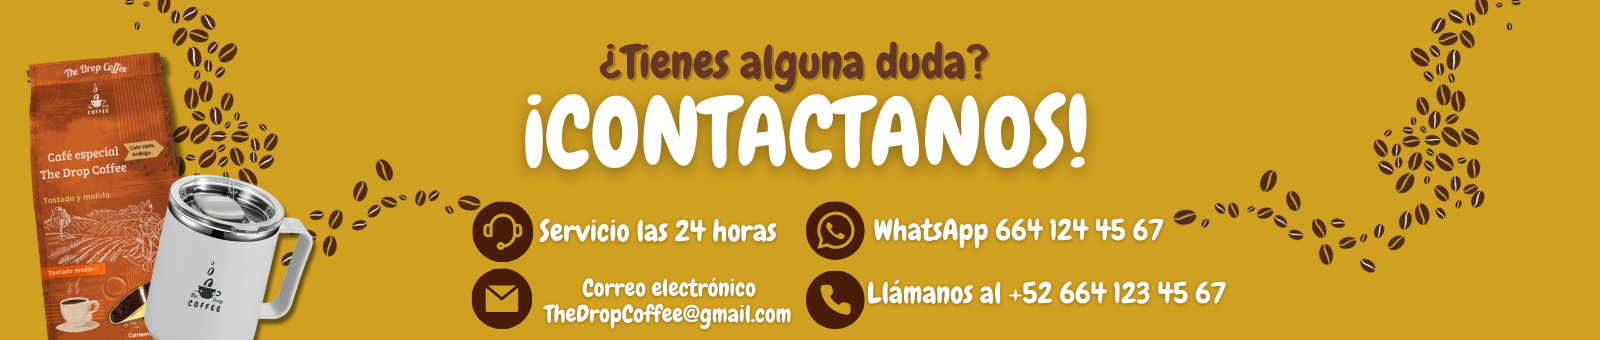 ¿Tienes alguna duda?
¡CONTACTANOS!
Servicio las 24 horas
WhatsApp 664 124 45 67
Correo electrónico
TheDropCoffee@gmail.com
Llámanos al +52 664 123 45 67
The Drop Coffee
COFFEE
Café 100%
Arábigo
Café especial
The Drop Coffee
Tostado y molido
Tostado medio
The Drop
COFFEE